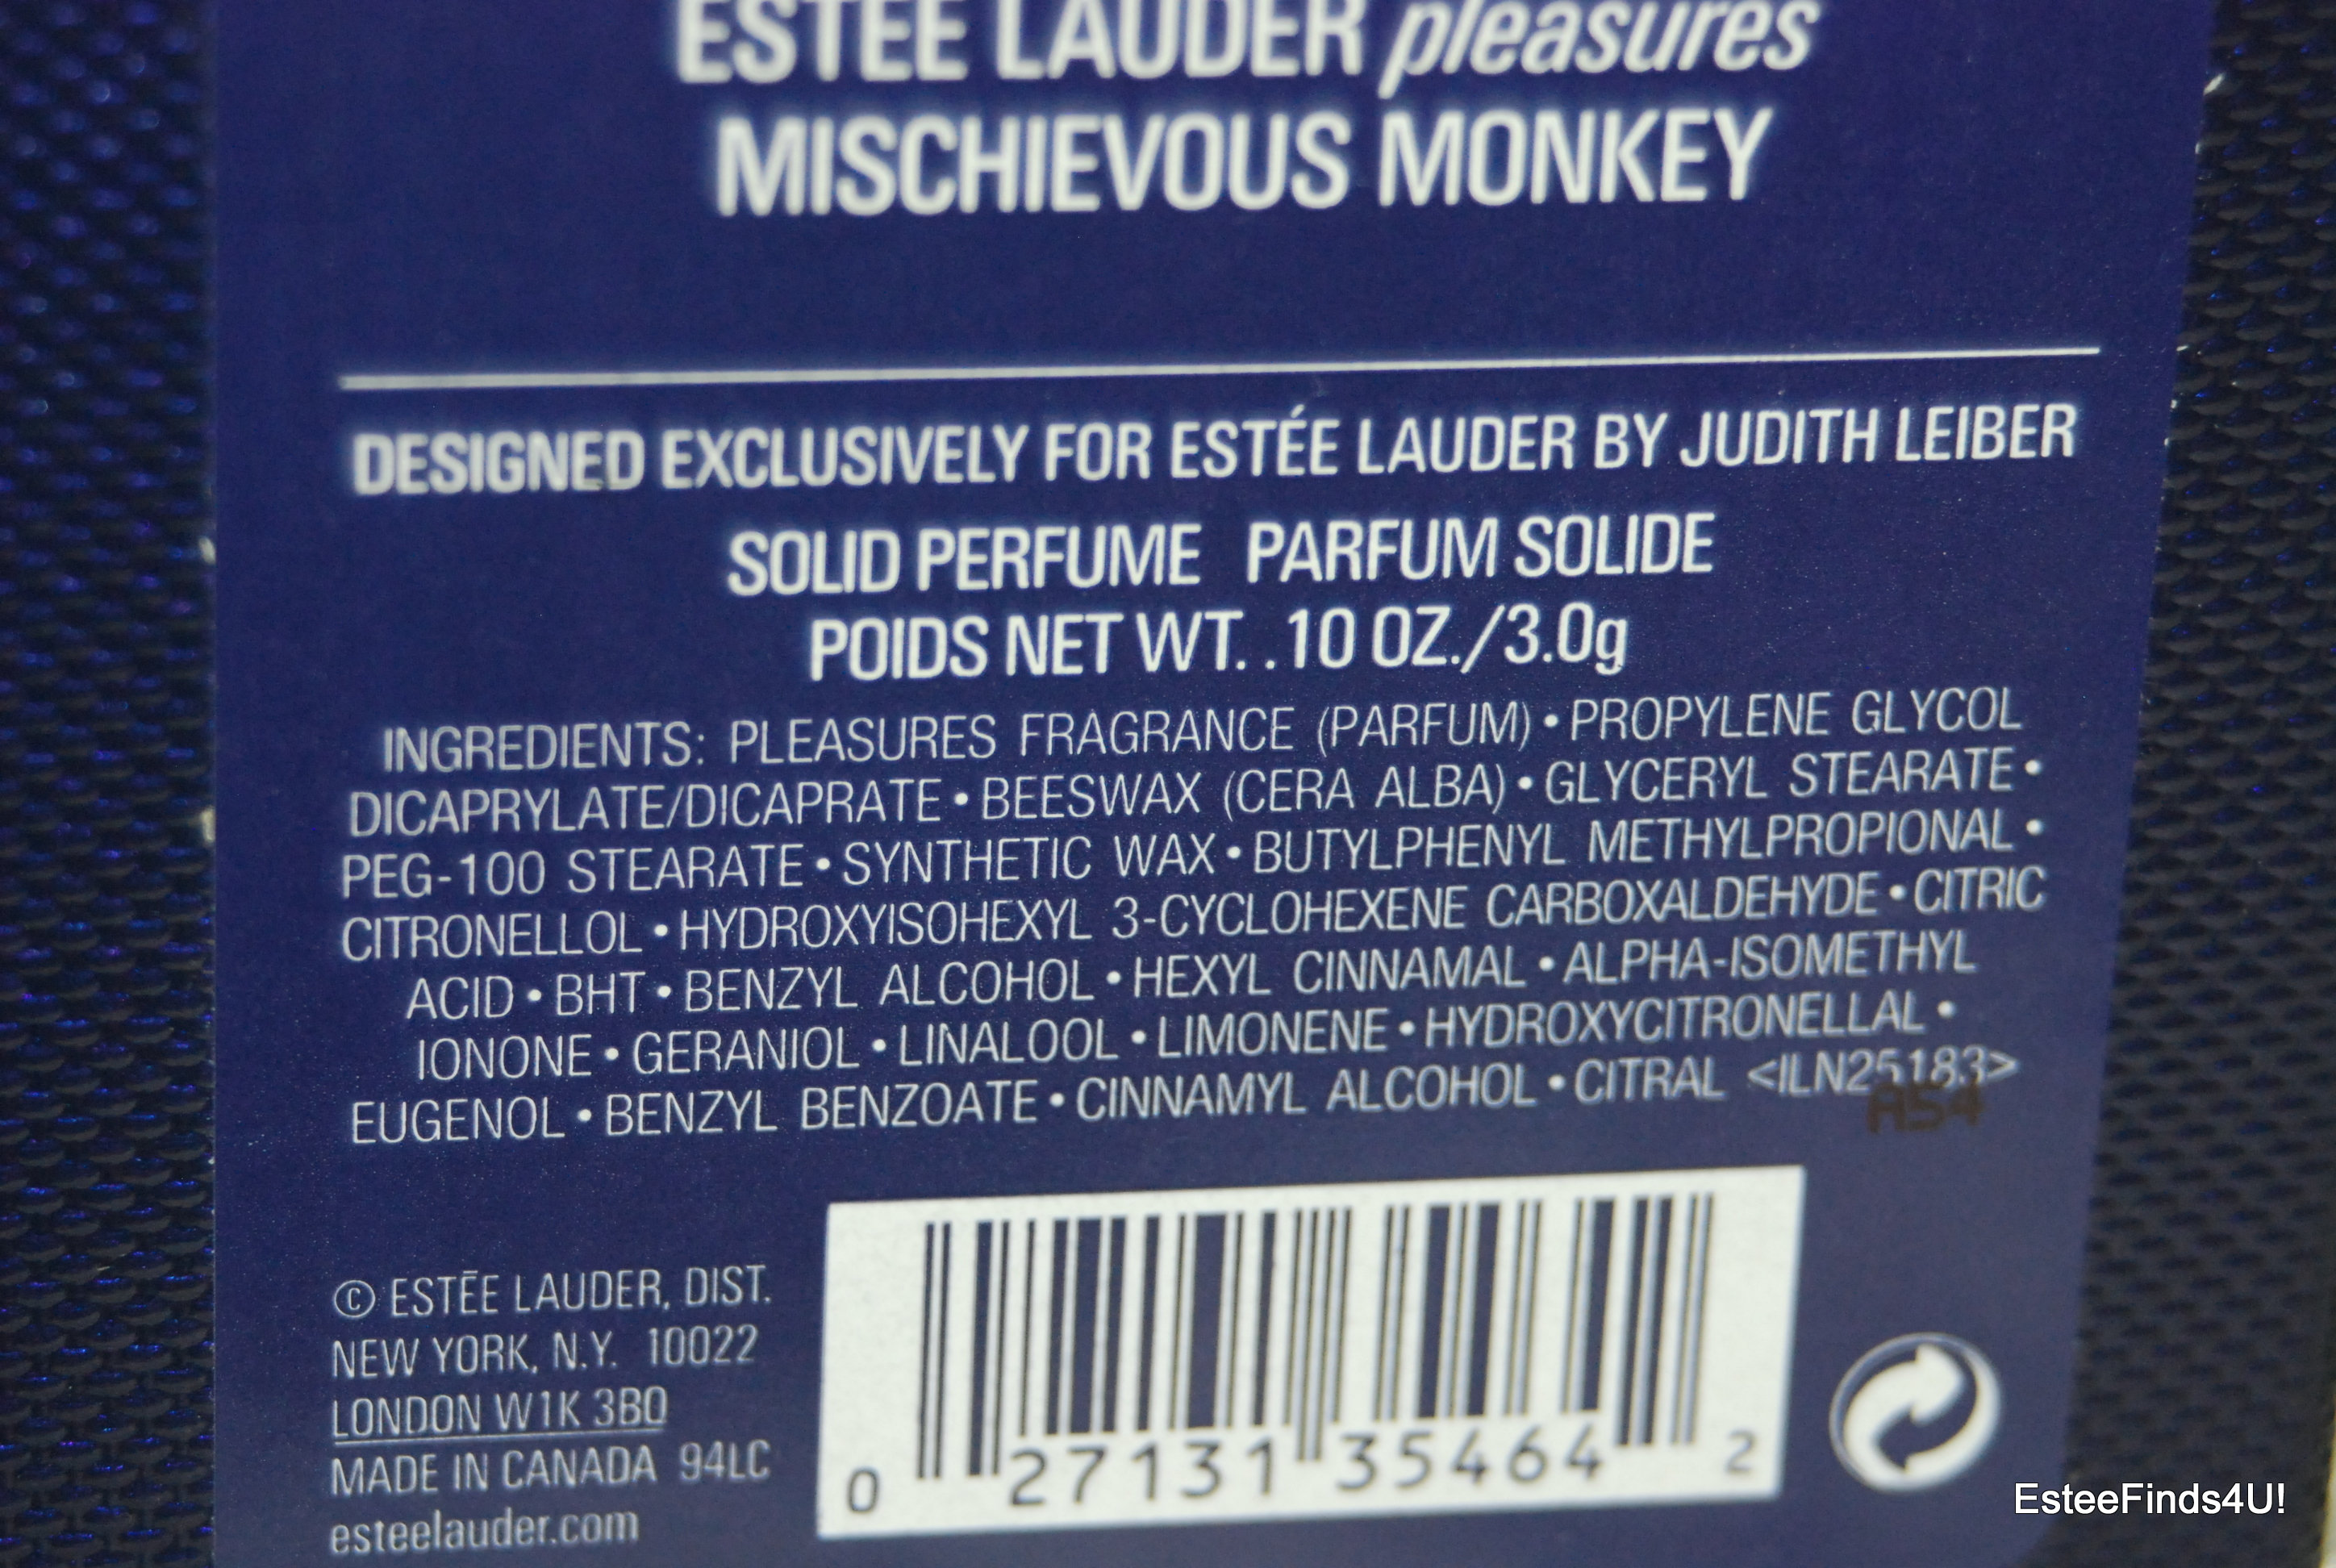 ESTEE LAUDER pleasures
MISCHIEVOUS MONKEY
DESIGNED EXCLUSIVELY FOR ESTÉE LAUDER BY JUDITH LEIBER
SOLID PERFUME PARFUM SOLIDE
POIDS NET WT. .10 OZ./3.0g
INGREDIENTS: PLEASURES FRAGRANCE (PARFUM) • PROPYLENE GLYCOL
DICAPRYLATE/DICAPRATE • BEESWAX (CERA ALBA) • GLYCERYL STEARATE •
PEG-100 STEARATE • SYNTHETIC WAX • BUTYLPHENYL METHYLPROPIONAL •
CITRONELLOL • HYDROXYISOHEXYL 3-CYCLOHEXENE CARBOXALDEHYDE • CITRIC
ACID • BHT • BENZYL ALCOHOL • HEXYL CINNAMAL • ALPHA-ISOMETHYL
IONONE • GERANIOL • LINALOOL • LIMONENE • HYDROXYCITRONELLAL •
EUGENOL • BENZYL BENZOATE • CINNAMYL ALCOHOL • CITRAL <ILN25183>
A54
© ESTĒE LAUDER, DIST.
NEW YORK, N.Y. 10022
LONDON W1K 3BQ
MADE IN CANADA 94LC
esteelauder.com
0 27131 35464 2
EsteeFinds4U!